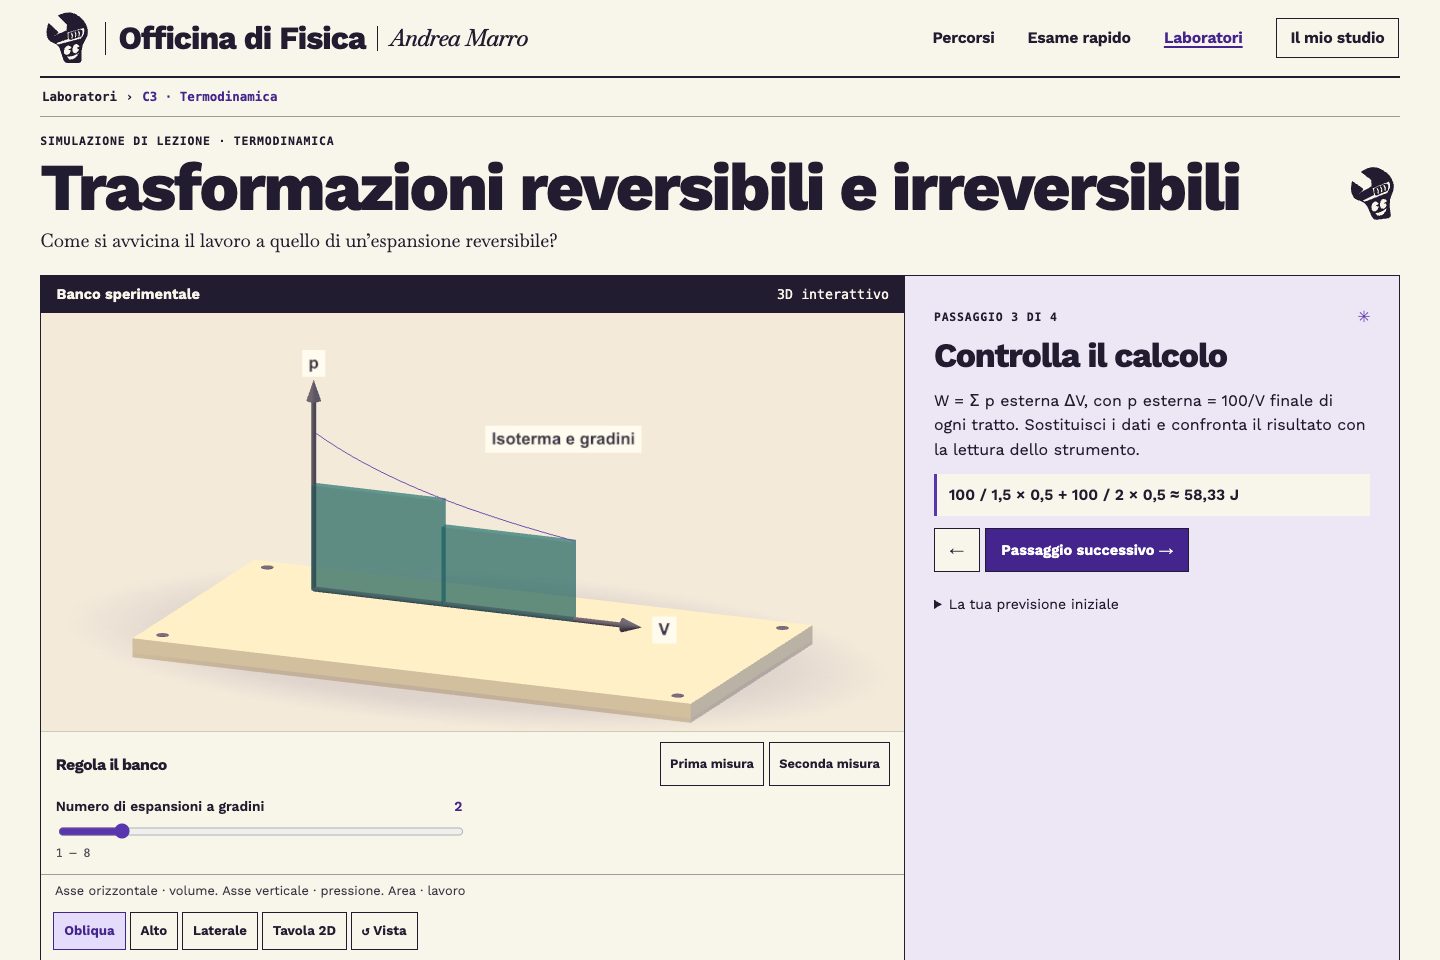 Officina di Fisica
Andrea Marro
Percorsi
Esame rapido
Laboratori
Il mio studio
Laboratori › C3 · Termodinamica
SIMULAZIONE DI LEZIONE · TERMODINAMICA
Trasformazioni reversibili e irreversibili
Come si avvicina il lavoro a quello di un’espansione reversibile?
Banco sperimentale
3D interattivo
p
Isoterma e gradini
V
Regola il banco
Prima misura
Seconda misura
Numero di espansioni a gradini
2
1 – 8
Asse orizzontale · volume. Asse verticale · pressione. Area · lavoro
Obliqua
Alto
Laterale
Tavola 2D
↺ Vista
PASSAGGIO 3 DI 4
Controlla il calcolo
W = Σ p esterna ΔV, con p esterna = 100/V finale di
ogni tratto. Sostituisci i dati e confronta il risultato con
la lettura dello strumento.
100 / 1,5 × 0,5 + 100 / 2 × 0,5 ≈ 58,33 J
←
Passaggio successivo →
▶ La tua previsione iniziale